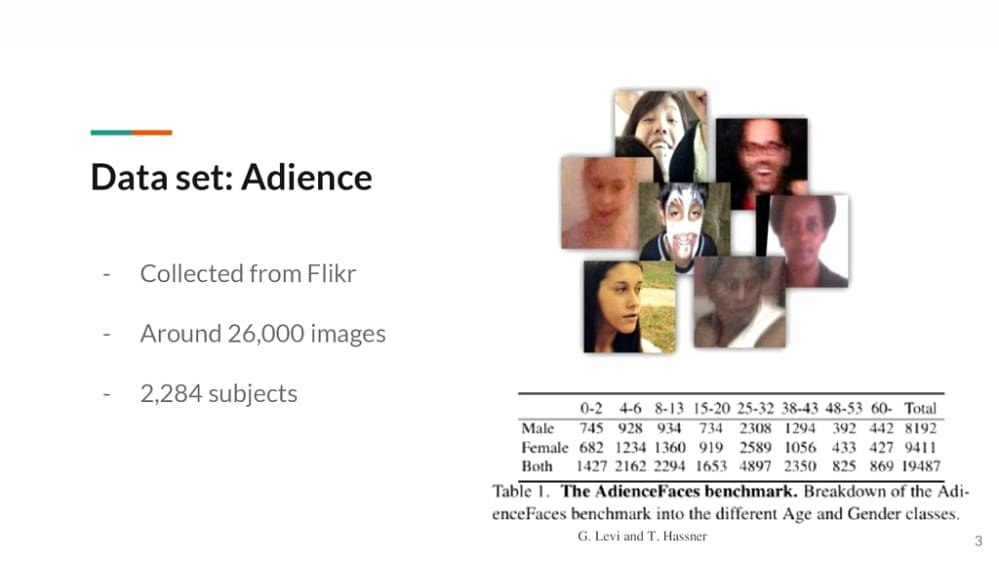 Data set: Adience
- Collected from Flikr
- Around 26,000 images
- 2,284 subjects
0-2 4-6 8-13 15-20 25-32 38-43 48-53 60- Total
Male 745 928 934 734 2308 1294 392 442 8192
Female 682 1234 1360 919 2589 1056 433 427 9411
Both 1427 2162 2294 1653 4897 2350 825 869 19487
Table 1. The AdienceFaces benchmark. Breakdown of the Adi-
enceFaces benchmark into the different Age and Gender classes.
G. Levi and T. Hassner
3